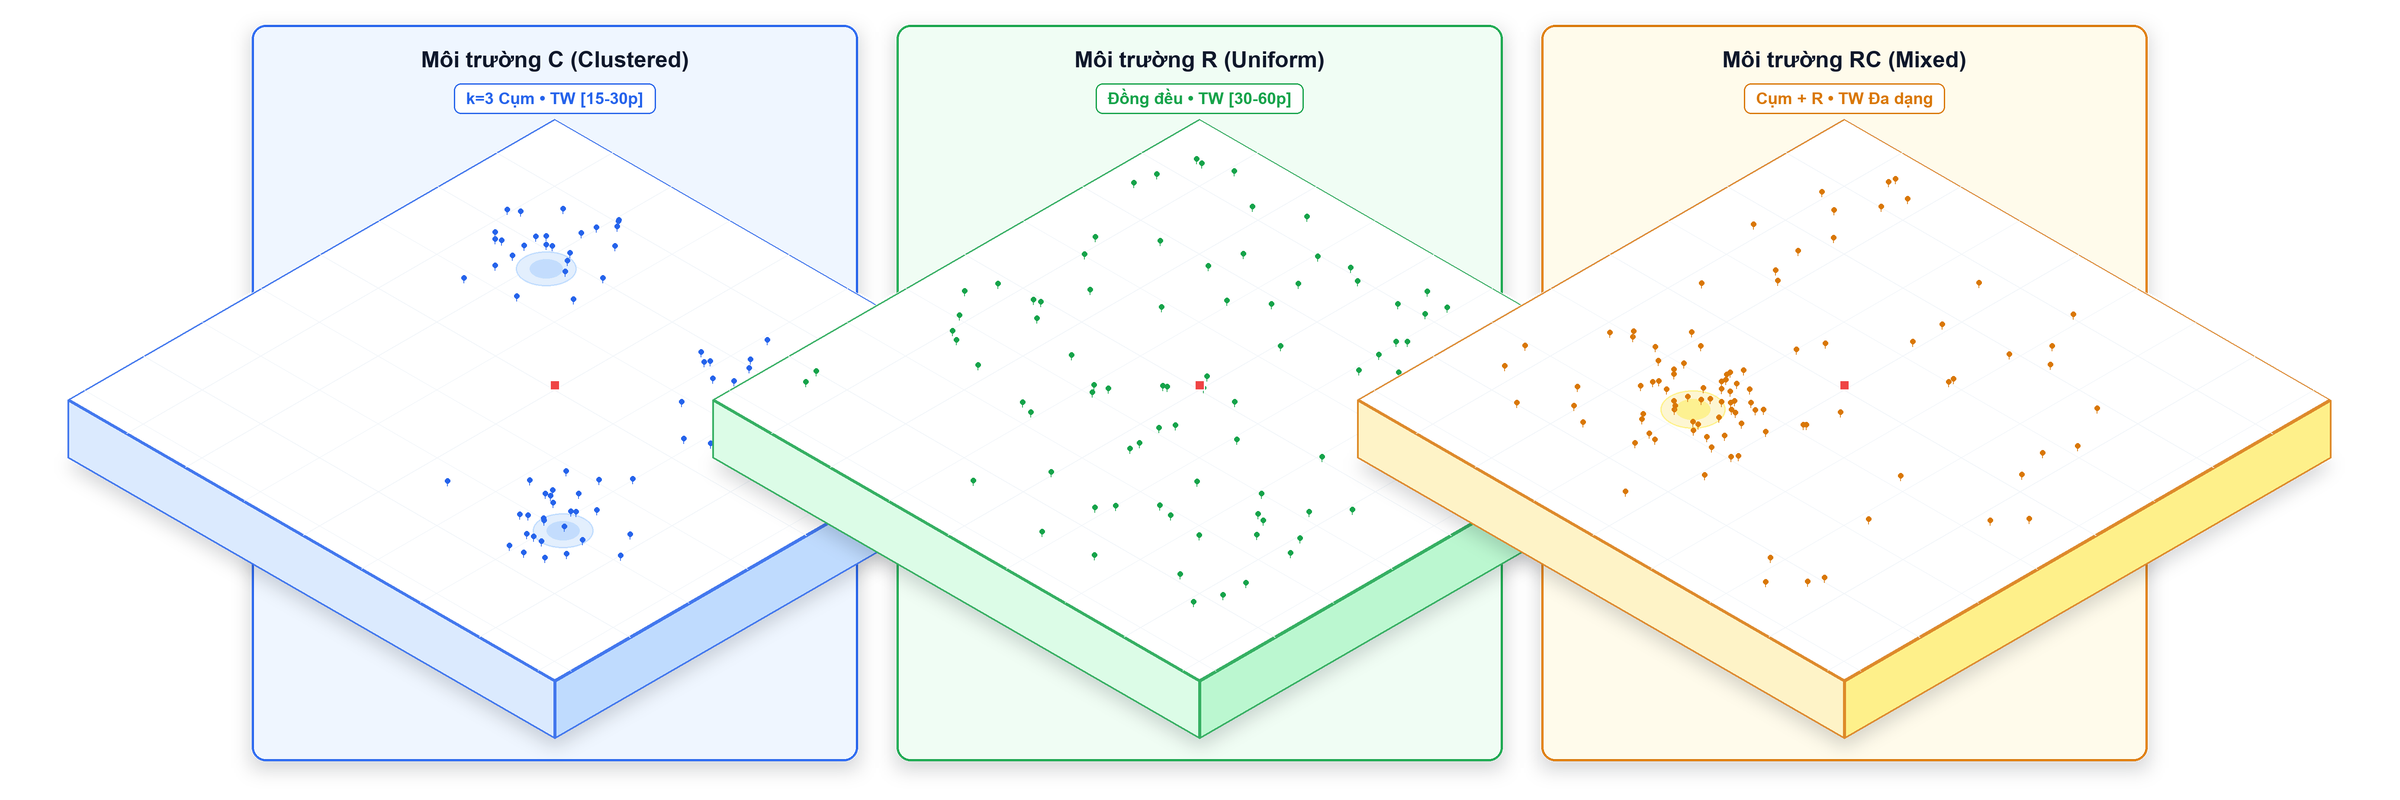 Môi trường C (Clustered)
k=3 Cụm • TW [15-30p]
Môi trường R (Uniform)
Đồng đều • TW [30-60p]
Môi trường RC (Mixed)
Cụm + R • TW Đa dạng